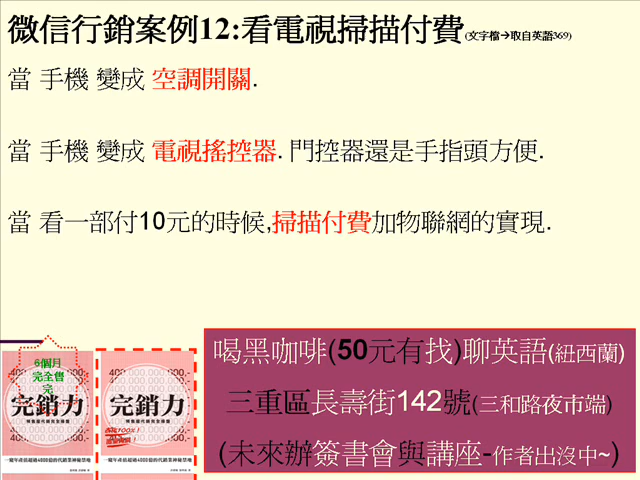 微信行銷案例12:看電視掃描付費(文字檔→取自英語369)
當 手機 變成 空調開關.
當 手機 變成 電視搖控器. 門控器還是手指頭方便.
當 看一部付10元的時候,掃描付費加物聯網的實現.
6個月
完全售
完
完銷力
完銷力
喝黑咖啡(50元有找)聊英語(紐西蘭)
三重區長壽街142號(三和路夜市端)
(未來辦簽書會與講座-作者出沒中~)